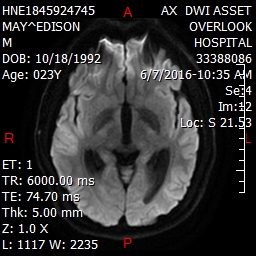 HNE1845924745
AX DWI ASSET
MAY^EDISON
OVERLOOK
M
HOSPITAL
DOB: 10/18/1992
33388086
Age: 023Y
6/7/2016-10:35 AM
Se:4
Im:12
Loc: S 21.53
A
R
L
ET: 1
TR: 6000.00 ms
TE: 74.70 ms
Thk: 5.00 mm
Z: 1.0 X
L: 1117 W: 2235
P